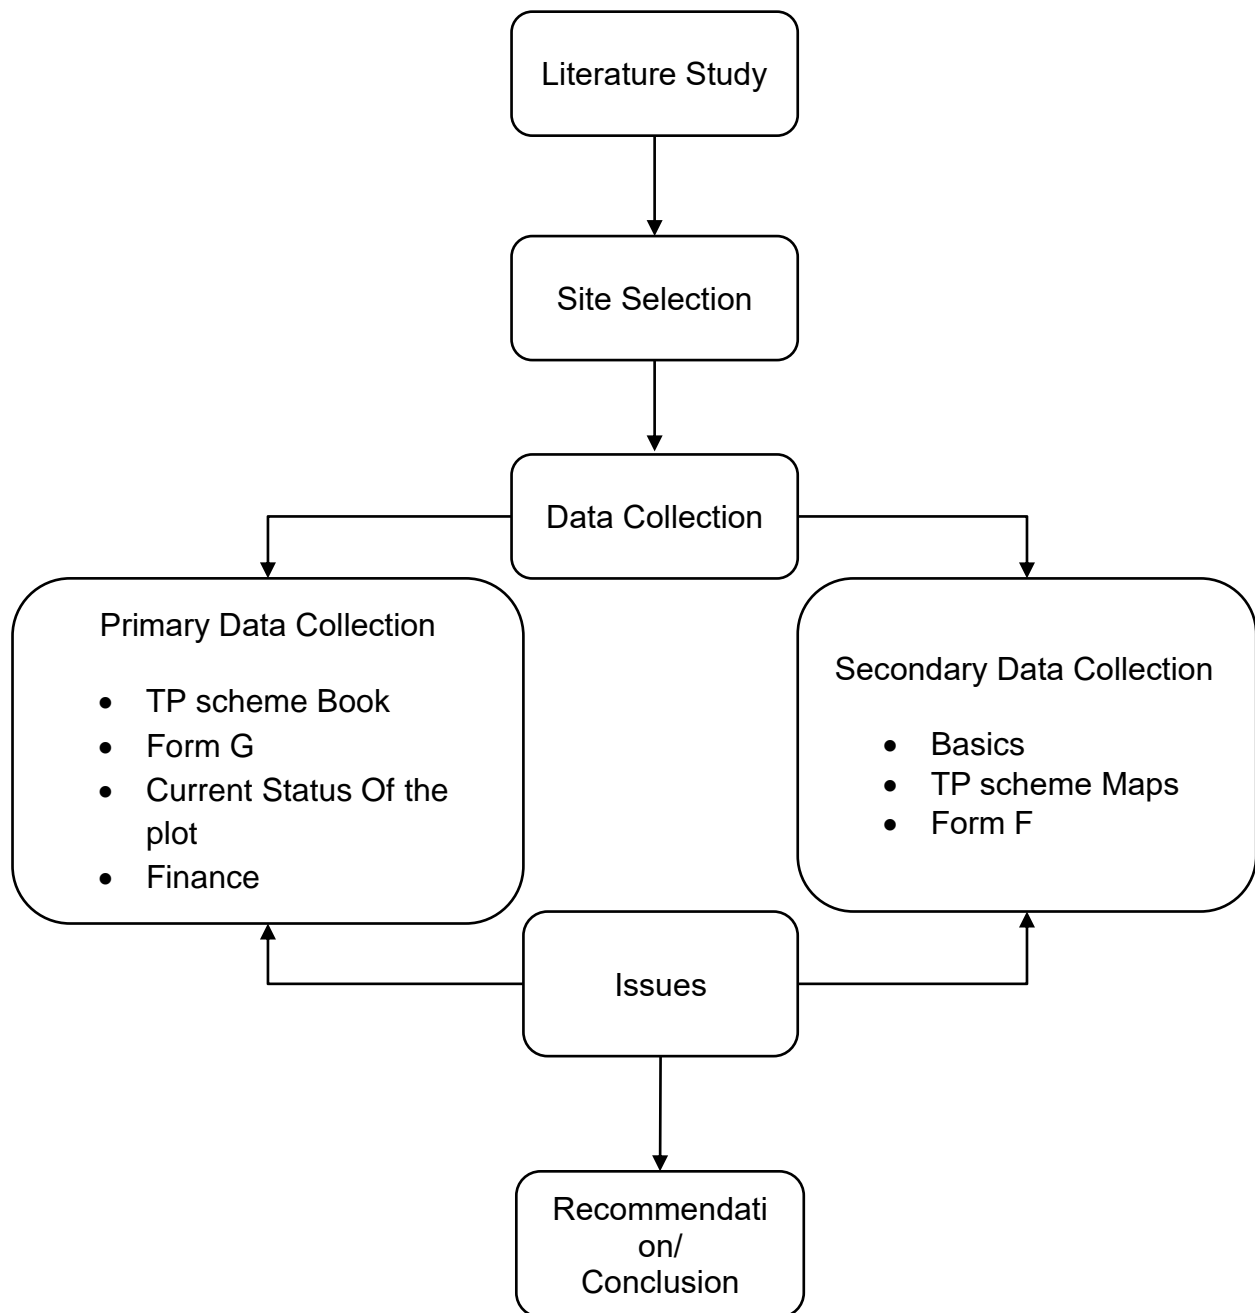 Literature Study
Site Selection
Data Collection
Primary Data Collection
• TP scheme Book
• Form G
• Current Status Of the
plot
• Finance
Secondary Data Collection
• Basics
• TP scheme Maps
• Form F
Issues
Recommendati
on/
Conclusion